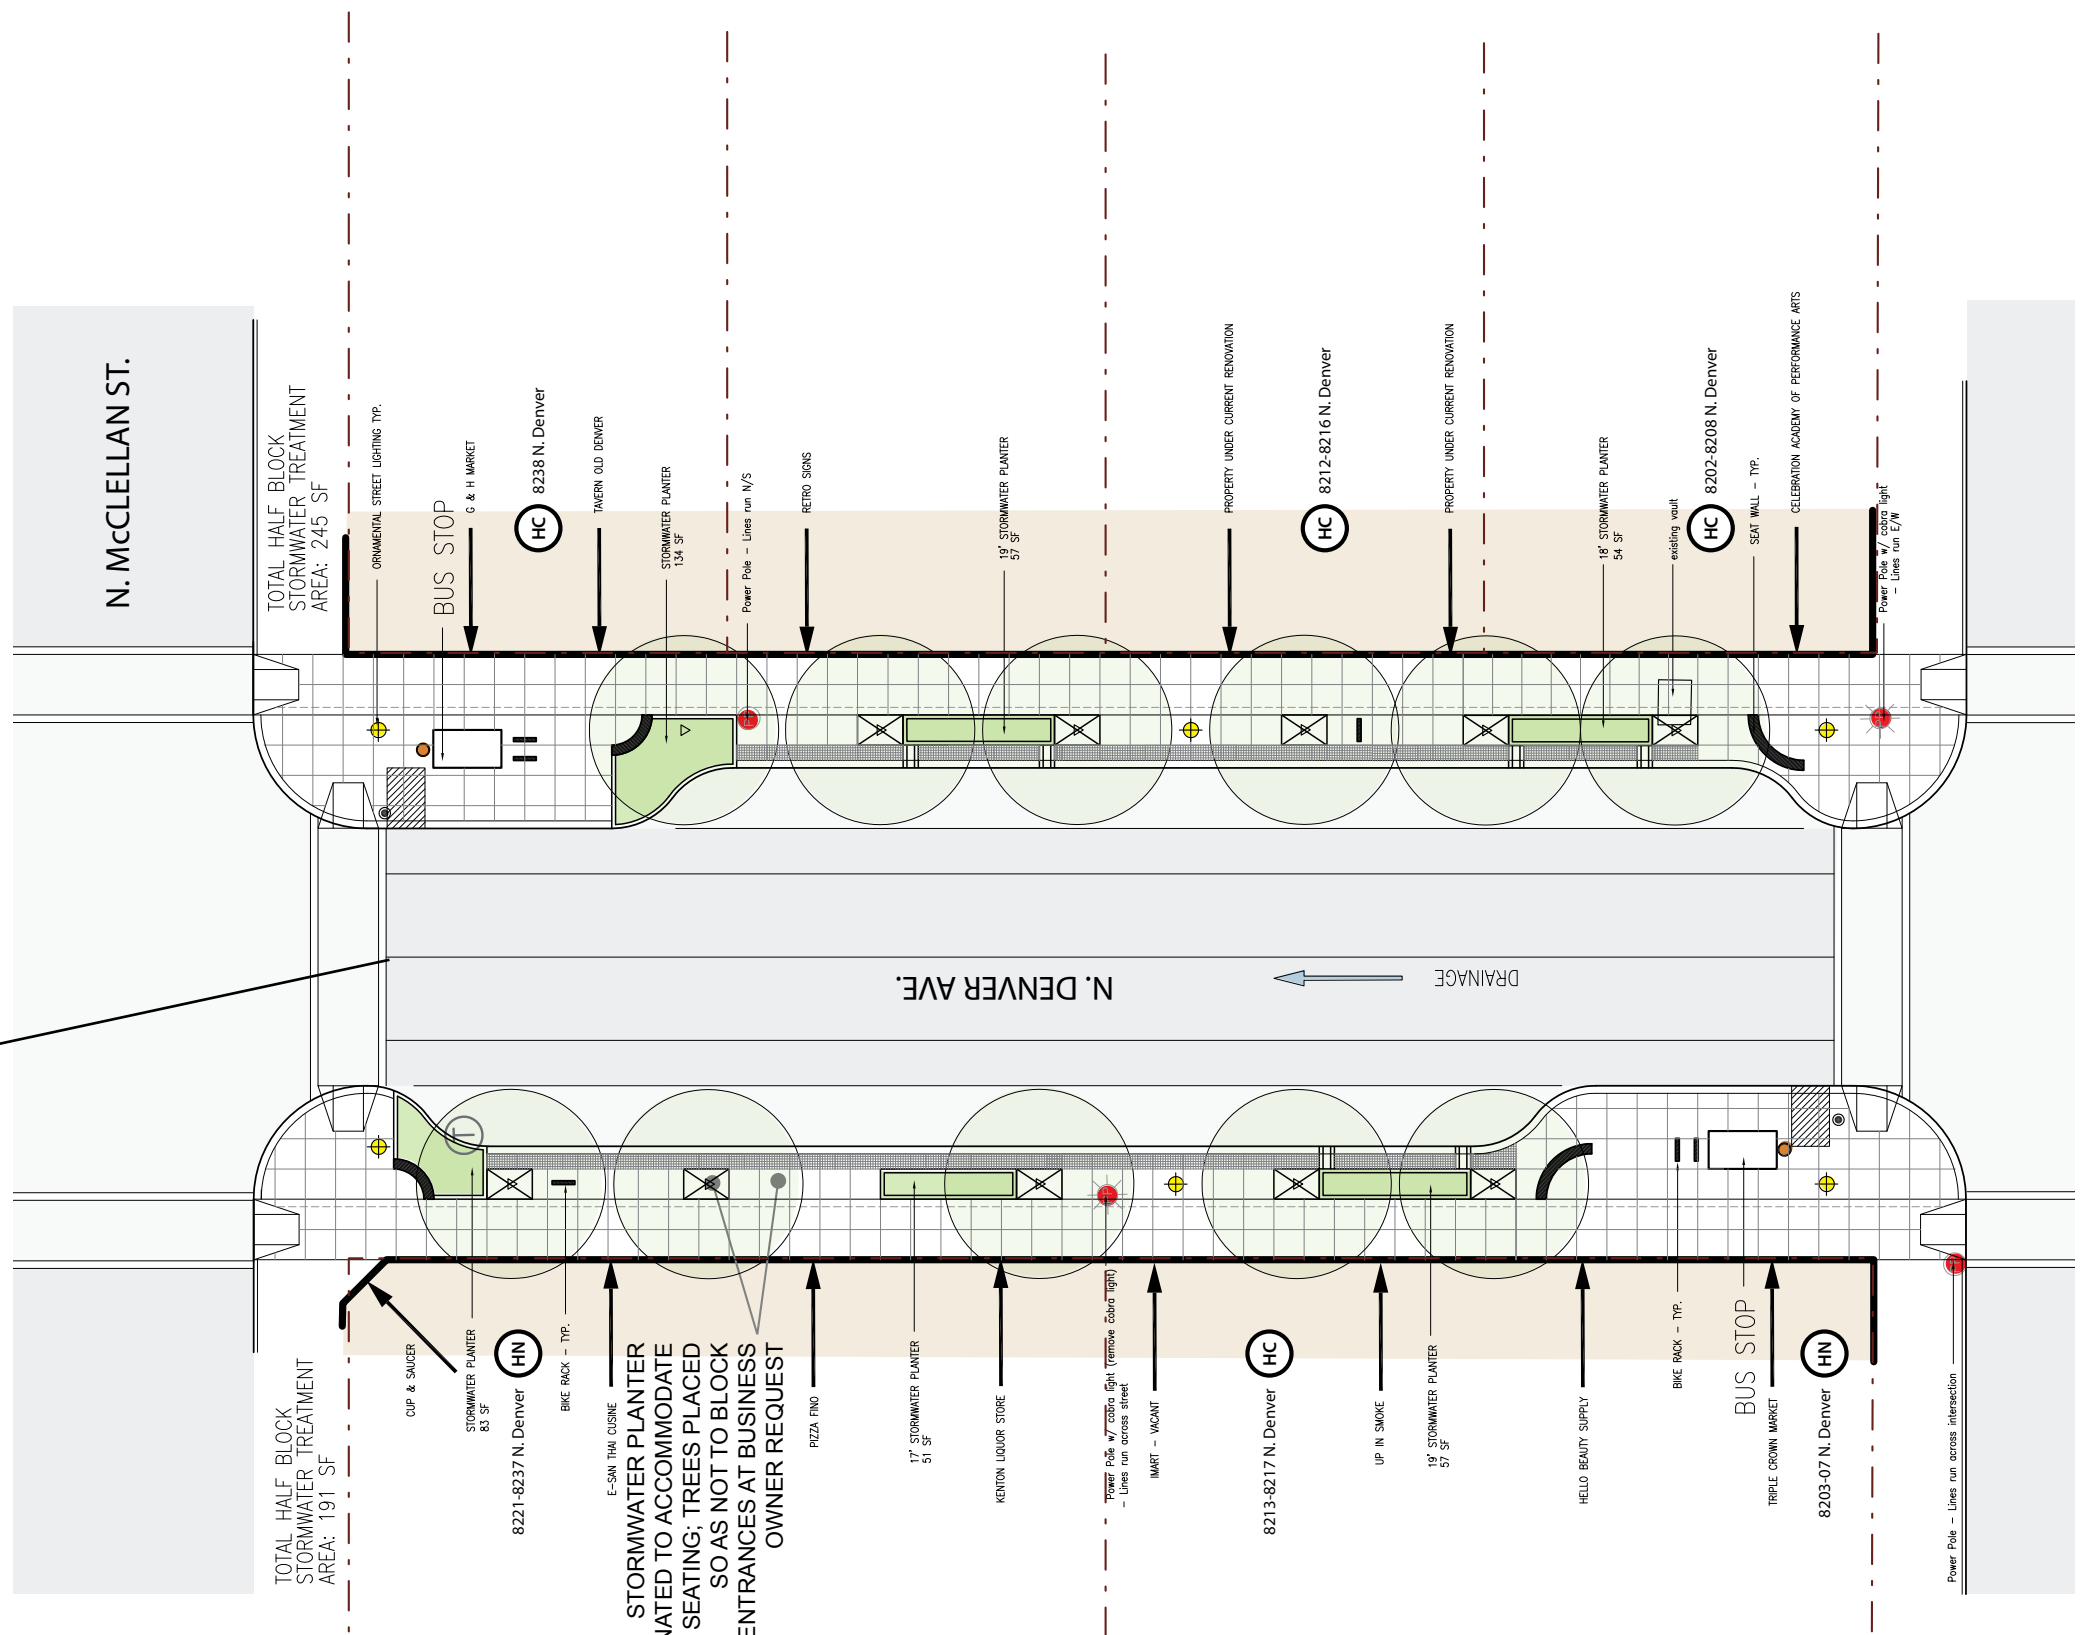 N. McCLELLAN ST.
TOTAL HALF BLOCK
STORMWATER TREATMENT
AREA: 245 SF
ORNAMENTAL STREET LIGHTING TYP.
BUS STOP
G & H MARKET
HC
8238 N. Denver
TAVERN OLD DENVER
STORMWATER PLANTER
134 SF
Power Pole - Lines run N/S
RETRO SIGNS
19' STORMWATER PLANTER
57 SF
PROPERTY UNDER CURRENT RENOVATION
HC
8212-8216 N. Denver
PROPERTY UNDER CURRENT RENOVATION
18' STORMWATER PLANTER
54 SF
existing vault
HC
8202-8208 N. Denver
SEAT WALL - TYP.
CELEBRATION ACADEMY OF PERFORMANCE ARTS
Power Pole w/ cobra light
- Lines run E/W
N. DENVER AVE.
DRAINAGE
T
TOTAL HALF BLOCK
STORMWATER TREATMENT
AREA: 191 SF
CUP & SAUCER
STORMWATER PLANTER
83 SF
HN
8221-8237 N. Denver
BIKE RACK - TYP.
E-SAN THAI CUSINE
STORMWATER PLANTER
NATED TO ACCOMMODATE
SEATING; TREES PLACED
SO AS NOT TO BLOCK
ENTRANCES AT BUSINESS
OWNER REQUEST
PIZZA FINO
17' STORMWATER PLANTER
51 SF
KENTON LIQUOR STORE
Power Pole w/ cobra light (remove cobra light)
- Lines run across street
IMART - VACANT
HC
8213-8217 N. Denver
UP IN SMOKE
19' STORMWATER PLANTER
57 SF
HELLO BEAUTY SUPPLY
BIKE RACK - TYP.
BUS STOP
TRIPLE CROWN MARKET
HN
8203-07 N. Denver
Power Pole - Lines run across intersection